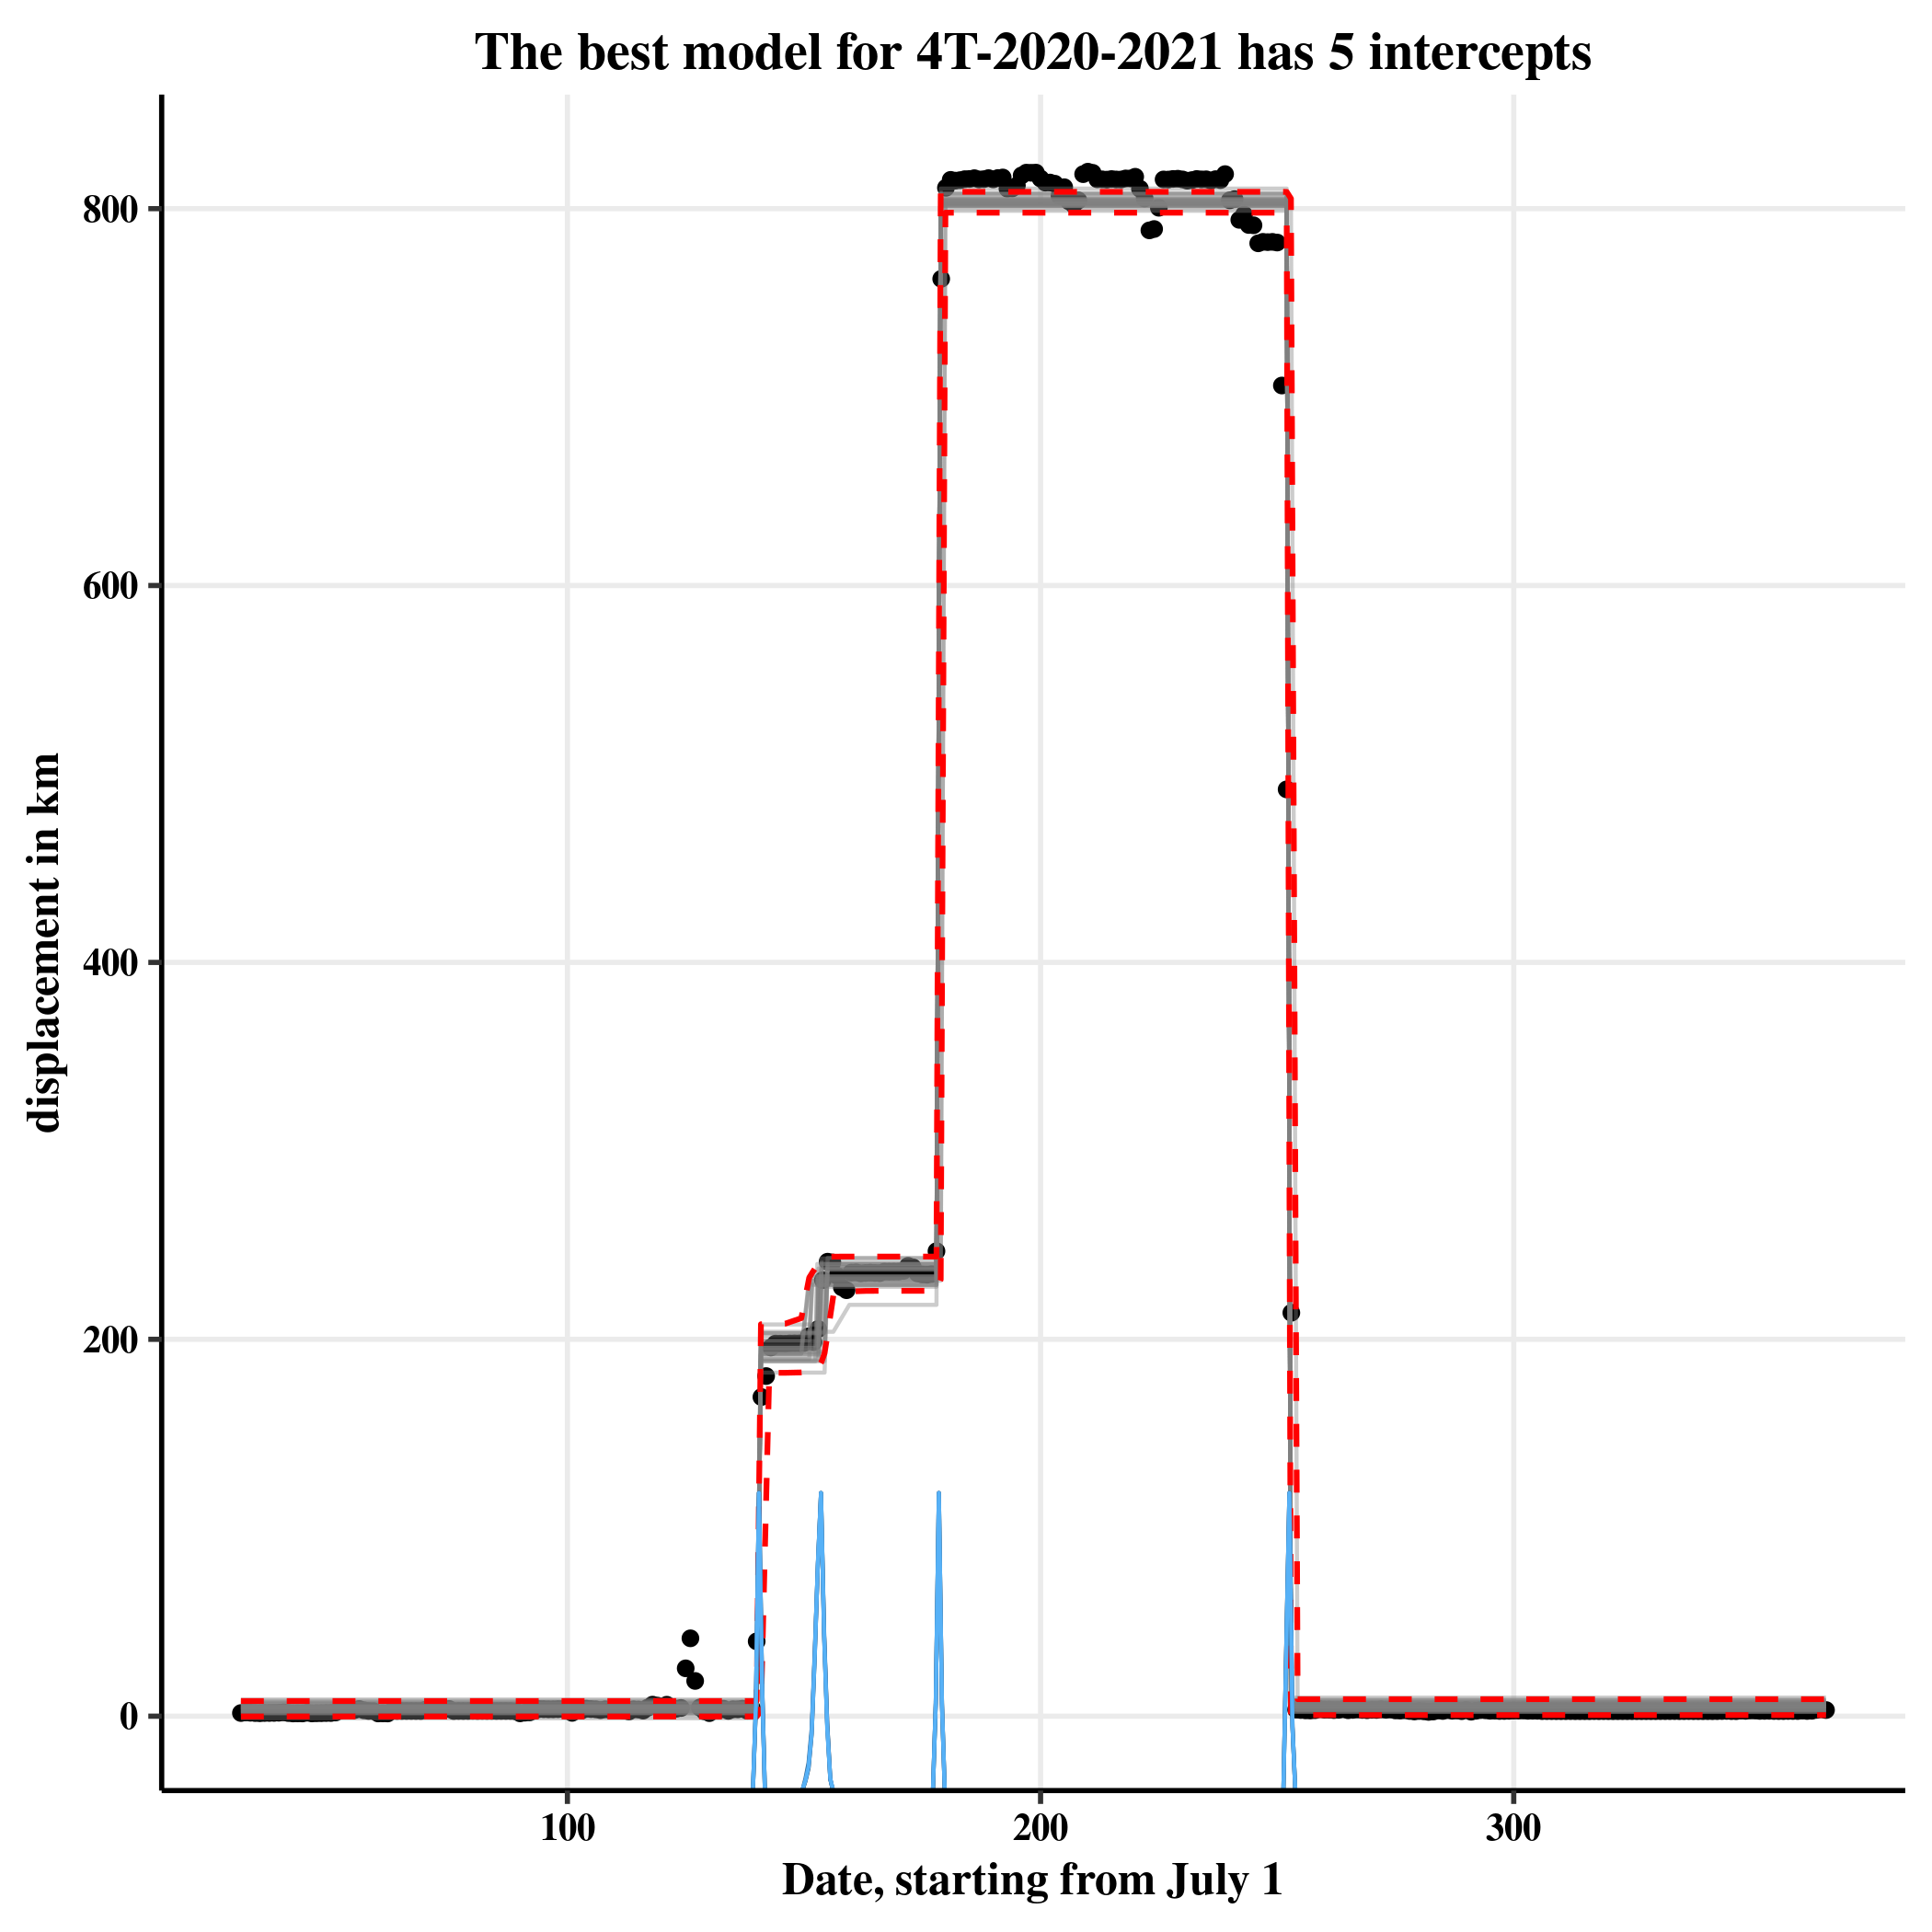 The best model for 4T-2020-2021 has 5 intercepts
displacement in km
800
600
400
200
0
100 200 300
Date, starting from July 1